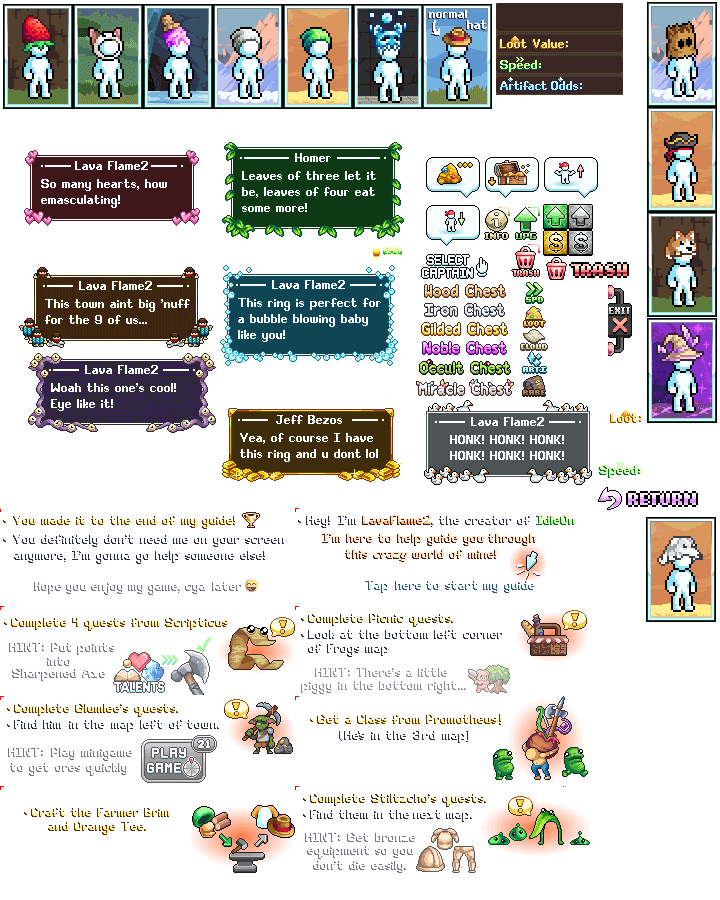 normal
hat
Loot Value:
Speed:
Artifact Odds:
Lava Flame2
So many hearts, how
emasculating!
Homer
Leaves of three let it
be, leaves of four eat
some more!
INFO
UPG
SELECT
CAPTAIN
TRASH
TRASH
Lava Flame2
This town aint big 'nuff
for the 9 of us...
Lava Flame2
This ring is perfect for
a bubble blowing baby
like you!
Wood Chest
Iron Chest
Gilded Chest
Noble Chest
Occult Chest
Miracle Chest
SPD
LOOT
CLOUD
ARTI
RARE
EXIT
Lava Flame2
Woah this one's cool!
Eye like it!
Jeff Bezos
Yea, of course I have
this ring and u dont lol
Lava Flame2
HONK! HONK! HONK!
HONK! HONK! HONK!
Loot:
Speed:
RETURN
• You made it to the end of my guide!
• You definitely don't need me on your screen
anymore, I'm gonna go help someone else!
Hope you enjoy my game, cya later
• Hey! I'm LavaFlame2, the creator of IdleOn
I'm here to help guide you through
this crazy world of mine!
Tap here to start my guide
• Complete 4 quests from Scripticus
HINT: Put points
into
Sharpened Axe
TALENTS
• Complete Picnic quests.
• Look at the bottom left corner
of Frogs map
HINT: There's a little
piggy in the bottom right...
• Complete Glumlee's quests.
• Find him in the map left of town.
HINT: Play minigame
to get ores quickly
PLAY
GAME
21
• Get a Class from Promotheus!
(He's in the 3rd map)
• Craft the Farmer Brim
and Orange Tee.
• Complete Stiltzcho's quests.
• Find them in the next map.
HINT: Get bronze
equipment so you
don't die easily.